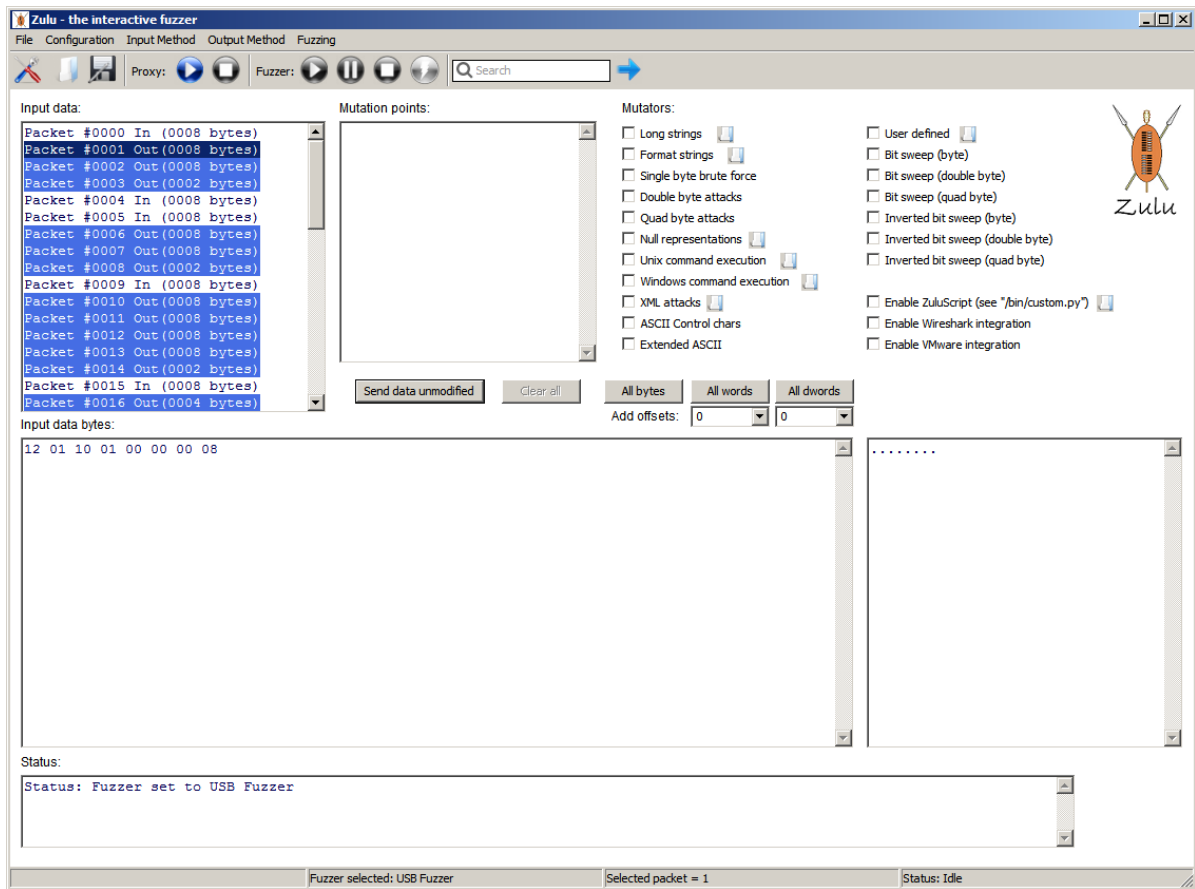 Zulu - the interactive fuzzer
File Configuration Input Method Output Method Fuzzing
Proxy: Fuzzer: Search
Input data: Mutation points: Mutators:
Packet #0000 In (0008 bytes)
Packet #0001 Out(0008 bytes)
Packet #0002 Out(0008 bytes)
Packet #0003 Out(0002 bytes)
Packet #0004 In (0008 bytes)
Packet #0005 In (0008 bytes)
Packet #0006 Out(0008 bytes)
Packet #0007 Out(0008 bytes)
Packet #0008 Out(0002 bytes)
Packet #0009 In (0008 bytes)
Packet #0010 Out(0008 bytes)
Packet #0011 Out(0008 bytes)
Packet #0012 Out(0008 bytes)
Packet #0013 Out(0008 bytes)
Packet #0014 Out(0002 bytes)
Packet #0015 In (0008 bytes)
Packet #0016 Out(0004 bytes)
Long strings
Format strings
Single byte brute force
Double byte attacks
Quad byte attacks
Null representations
Unix command execution
Windows command execution
XML attacks
ASCII Control chars
Extended ASCII
User defined
Bit sweep (byte)
Bit sweep (double byte)
Bit sweep (quad byte)
Inverted bit sweep (byte)
Inverted bit sweep (double byte)
Inverted bit sweep (quad byte)
Enable ZuluScript (see "/bin/custom.py")
Enable Wireshark integration
Enable VMware integration
Zulu
Send data unmodified Clear all All bytes All words All dwords
Add offsets: 0 0
Input data bytes:
12 01 10 01 00 00 00 08 ........
Status:
Status: Fuzzer set to USB Fuzzer
Fuzzer selected: USB Fuzzer Selected packet = 1 Status: Idle